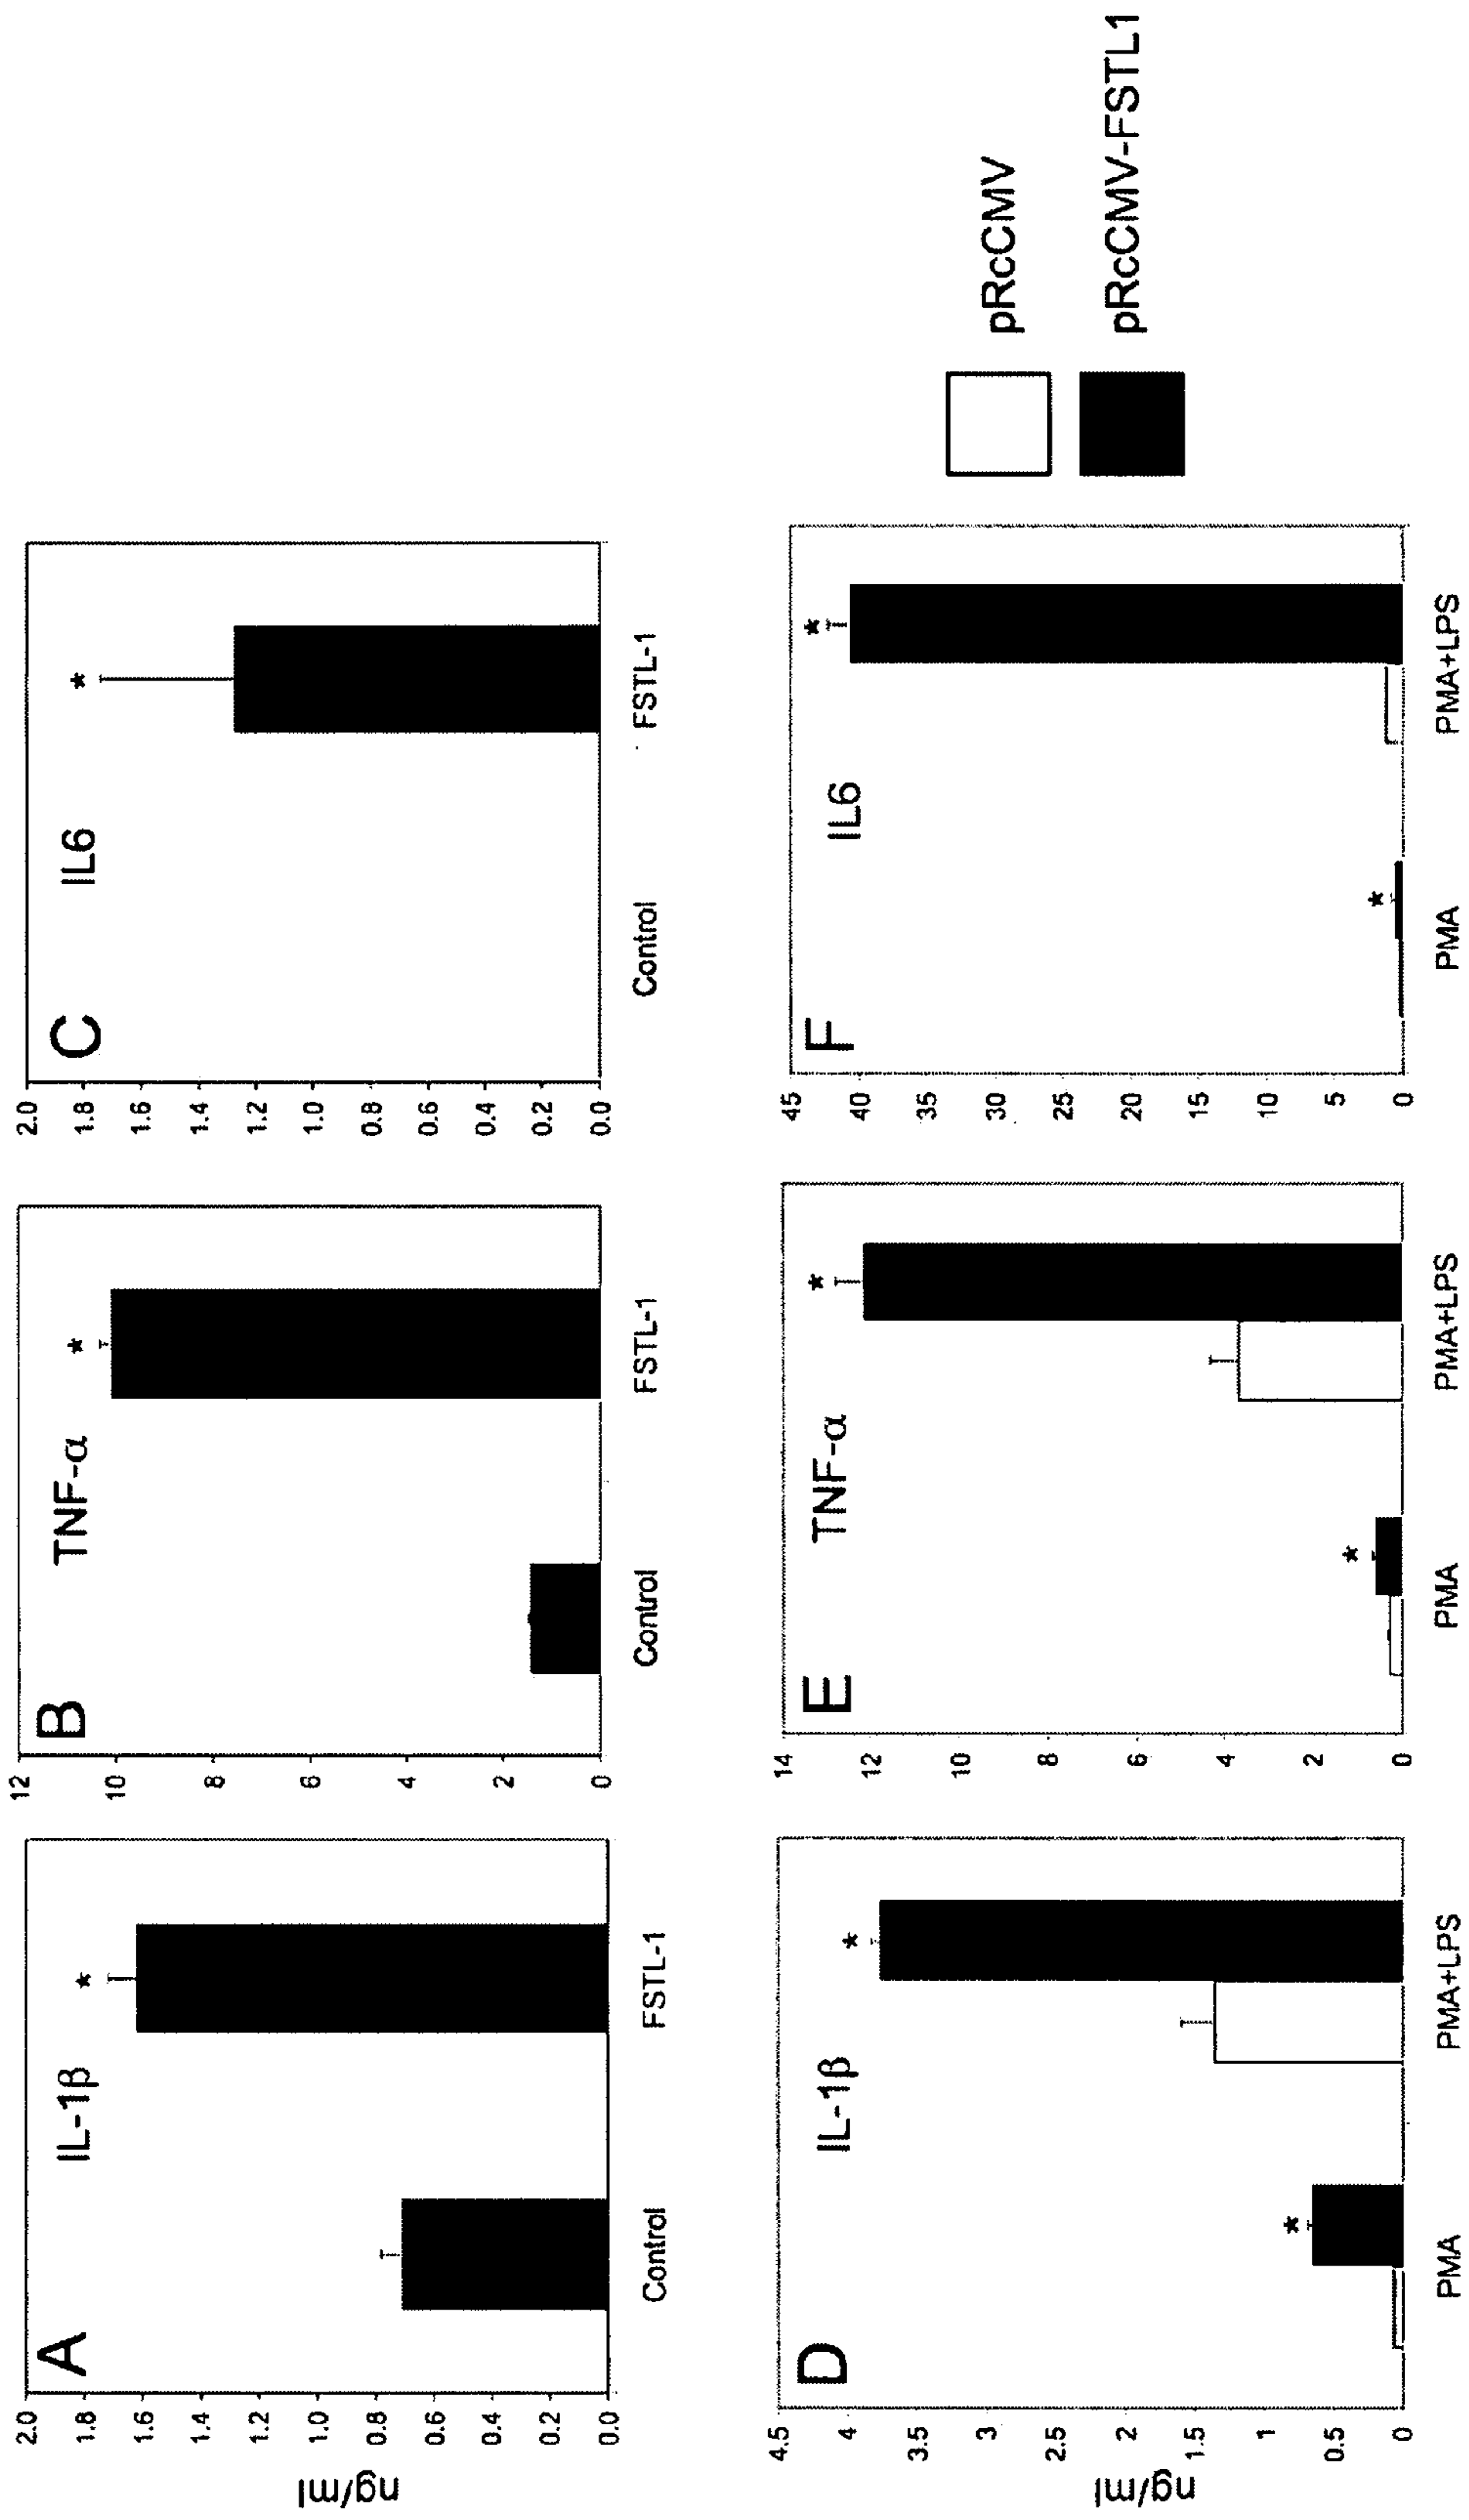 A
IL-1β
*
2.0
1.8
1.6
1.4
1.2
1.0
0.8
0.6
0.4
0.2
0.0
ng/ml
Control
FSTL-1
B
TNF-α
*
12
10
8
6
4
2
0
Control
FSTL-1
C
IL6
*
2.0
1.8
1.6
1.4
1.2
1.0
0.8
0.6
0.4
0.2
0.0
Control
FSTL-1
D
IL-1β
*
*
4.5
4
3.5
3
2.5
2
1.5
1
0.5
0
ng/ml
PMA
PMA+LPS
E
TNF-α
*
*
14
12
10
8
6
4
2
0
PMA
PMA+LPS
F
IL6
*
*
45
40
35
30
25
20
15
10
5
0
PMA
PMA+LPS
pRcCMV
pRcCMV-FSTL1